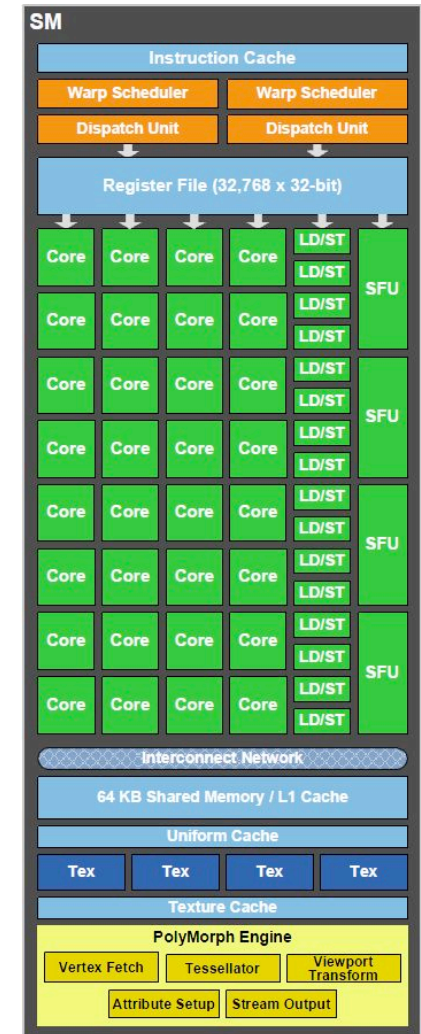 SM
Instruction Cache
Warp Scheduler Warp Scheduler
Dispatch Unit Dispatch Unit
Register File (32,768 x 32-bit)
Core Core Core Core LD/ST LD/ST SFU
Core Core Core Core LD/ST LD/ST
Core Core Core Core LD/ST LD/ST SFU
Core Core Core Core LD/ST LD/ST
Core Core Core Core LD/ST LD/ST SFU
Core Core Core Core LD/ST LD/ST
Core Core Core Core LD/ST LD/ST SFU
Core Core Core Core LD/ST LD/ST
Interconnect Network
64 KB Shared Memory / L1 Cache
Uniform Cache
Tex Tex Tex Tex
Texture Cache
PolyMorph Engine
Vertex Fetch Tessellator Viewport Transform
Attribute Setup Stream Output